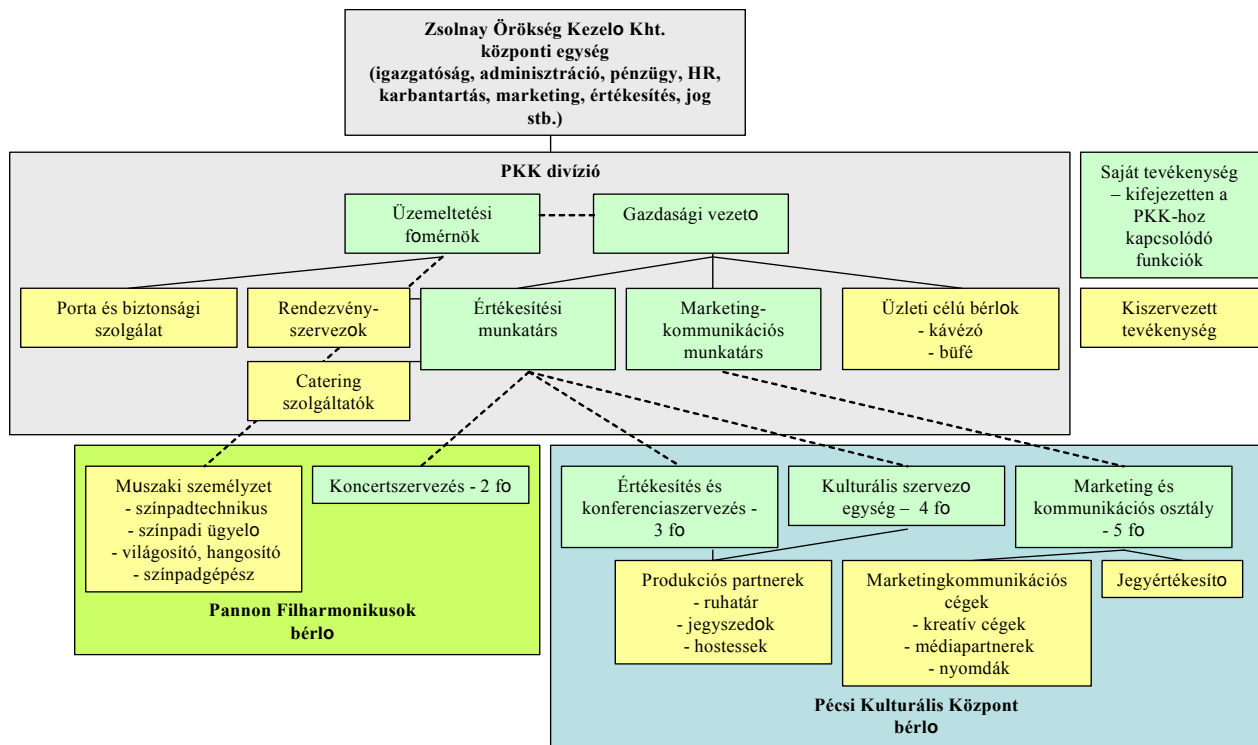 Zsolnay Örökség Kezelo Kht.
központi egység
(igazgatóság, adminisztráció, pénzügy, HR,
karbantartás, marketing, értékesítés, jog
stb.)
PKK divízió
Üzemeltetési
fomérnök
Gazdasági vezeto
Saját tevékenység
– kifejezetten a
PKK-hoz
kapcsolódó
funkciók
Porta és biztonsági
szolgálat
Rendezvény-
szervezok
Értékesítési
munkatárs
Marketing-
kommunikációs
munkatárs
Üzleti célú bérlok
- kávézó
- büfé
Kiszervezett
tevékenység
Catering
szolgáltatók
Muszaki személyzet
- színpadtechnikus
- színpadi ügyelo
- világosító, hangosító
- színpadgépész
Koncertszervezés - 2 fo
Pannon Filharmonikusok
bérlo
Értékesítés és
konferenciaszervezés -
3 fo
Kulturális szervezo
egység – 4 fo
Marketing és
kommunikációs osztály
- 5 fo
Produkciós partnerek
- ruhatár
- jegyszedok
- hostessek
Marketingkommunikációs
cégek
- kreatív cégek
- médiapartnerek
- nyomdák
Jegyértékesíto
Pécsi Kulturális Központ
bérlo